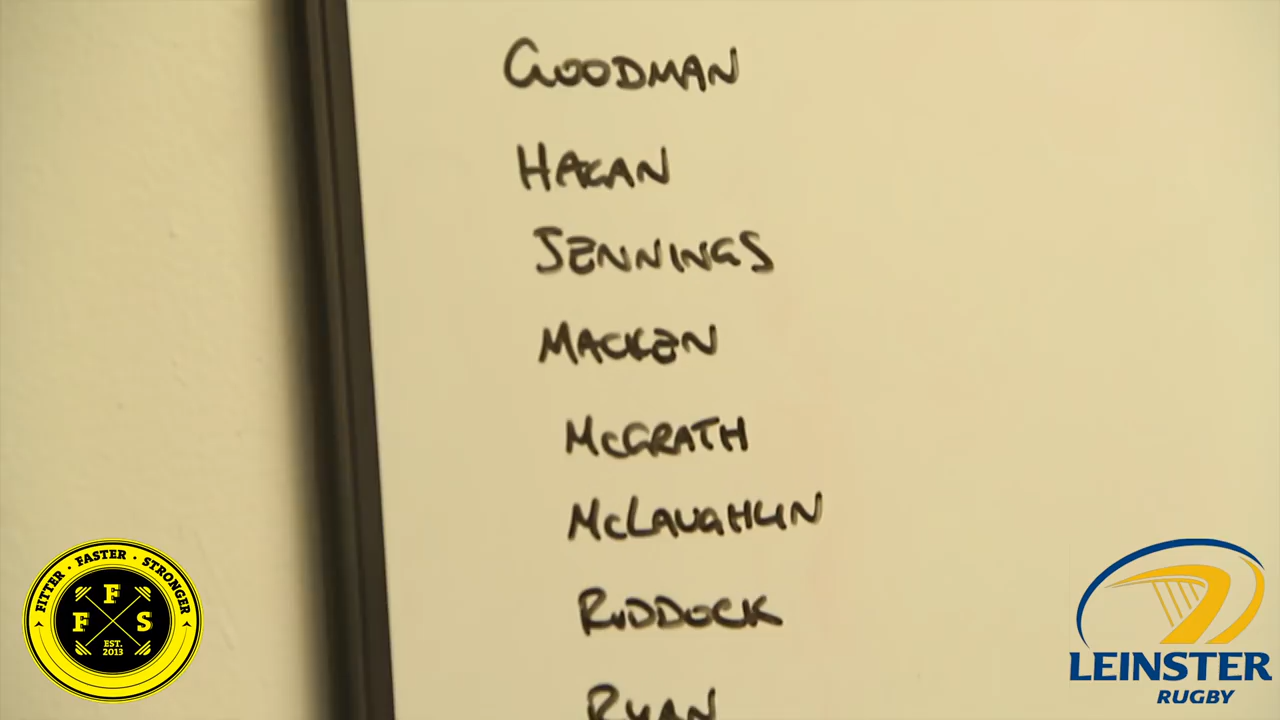 GOODMAN
HAGAN
JENNINGS
MACKEN
McGRATH
McLAUGHLIN
RUDDOCK
RYAN
FITTER · FASTER · STRONGER
F
F S
EST.
2013
LEINSTER
RUGBY